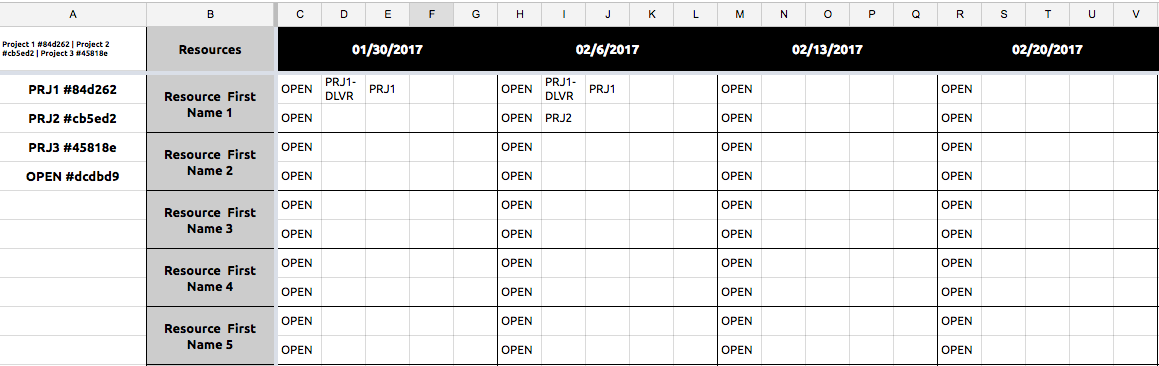 A B C D E F G H I J K L M N O P Q R S T U V
Project 1 #84d262 | Project 2
#cb5ed2 | Project 3 #45818e
Resources 01/30/2017 02/6/2017 02/13/2017 02/20/2017
PRJ1 #84d262
PRJ2 #cb5ed2
PRJ3 #45818e
OPEN #dcdbd9
Resource First
Name 1
OPEN PRJ1-
DLVR PRJ1 OPEN PRJ1-
DLVR PRJ1 OPEN OPEN
OPEN OPEN PRJ2 OPEN OPEN
Resource First
Name 2
OPEN OPEN OPEN OPEN
OPEN OPEN OPEN OPEN
Resource First
Name 3
OPEN OPEN OPEN OPEN
OPEN OPEN OPEN OPEN
Resource First
Name 4
OPEN OPEN OPEN OPEN
OPEN OPEN OPEN OPEN
Resource First
Name 5
OPEN OPEN OPEN OPEN
OPEN OPEN OPEN OPEN